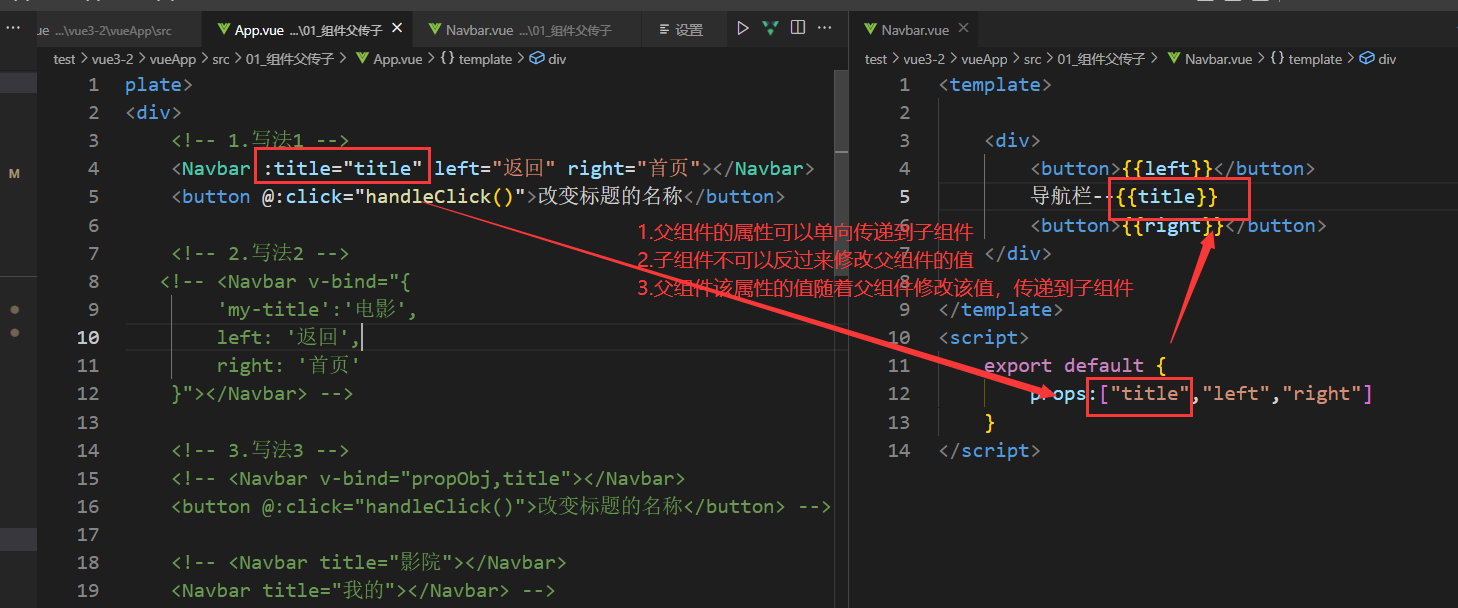 ue ...\vue3-2\vueApp\src
App.vue ...\01_组件父传子
Navbar.vue ...\01_组件父传子
设置
Navbar.vue
test > vue3-2 > vueApp > src > 01_组件父传子 > App.vue > {} template > div
M
1 plate>
2 <div>
3 <!-- 1.写法1 -->
4 <Navbar :title="title" left="返回" right="首页"></Navbar>
5 <button @:click="handleClick()">改变标题的名称</button>
6
7 <!-- 2.写法2 -->
8 <!-- <Navbar v-bind="{
9 'my-title':'电影',
10 left: '返回',
11 right: '首页'
12 }"></Navbar> -->
13
14 <!-- 3.写法3 -->
15 <!-- <Navbar v-bind="propObj,title"></Navbar>
16 <button @:click="handleClick()">改变标题的名称</button> -->
17
18 <!-- <Navbar title="影院"></Navbar>
19 <Navbar title="我的"></Navbar> -->
1.父组件的属性可以单向传递到子组件
2.子组件不可以反过来修改父组件的值
3.父组件该属性的值随着父组件修改该值，传递到子组件
test > vue3-2 > vueApp > src > 01_组件父传子 > Navbar.vue > {} template > div
1 <template>
2
3 <div>
4 <button>{{left}}</button>
5 导航栏--{{title}}
6 <button>{{right}}</button>
7 </div>
8
9 </template>
10 <script>
11 export default {
12 props:["title","left","right"]
13 }
14 </script>